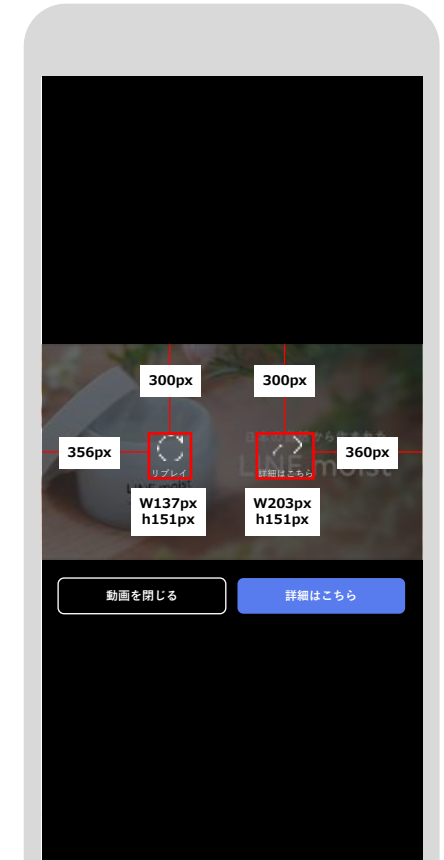 300px
300px
356px
360px
リプレイ
詳細はこちら
LINE moist
W137px
h151px
W203px
h151px
動画を閉じる
詳細はこちら